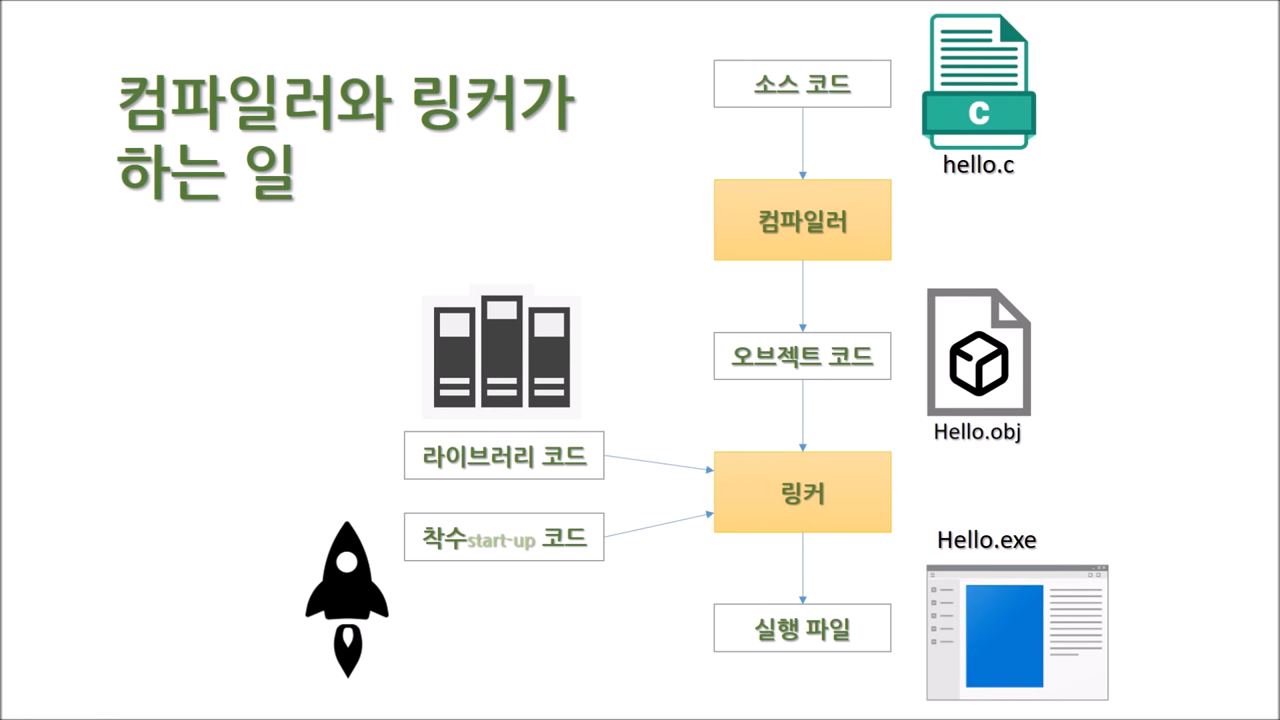 컴파일러와 링커가
하는 일
소스 코드
C
hello.c
컴파일러
오브젝트 코드
Hello.obj
라이브러리 코드
링커
착수start-up 코드
Hello.exe
실행 파일